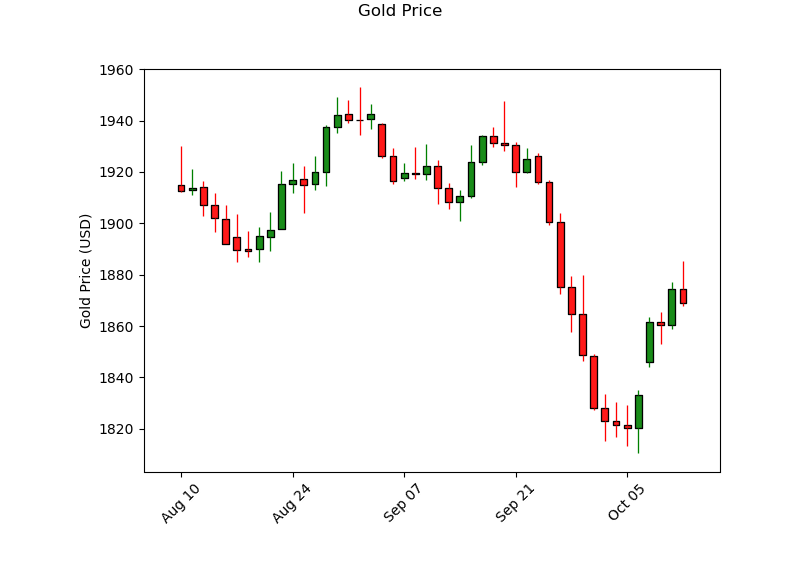 Gold Price
Gold Price (USD)
1960
1940
1920
1900
1880
1860
1840
1820
Aug 10
Aug 24
Sep 07
Sep 21
Oct 05